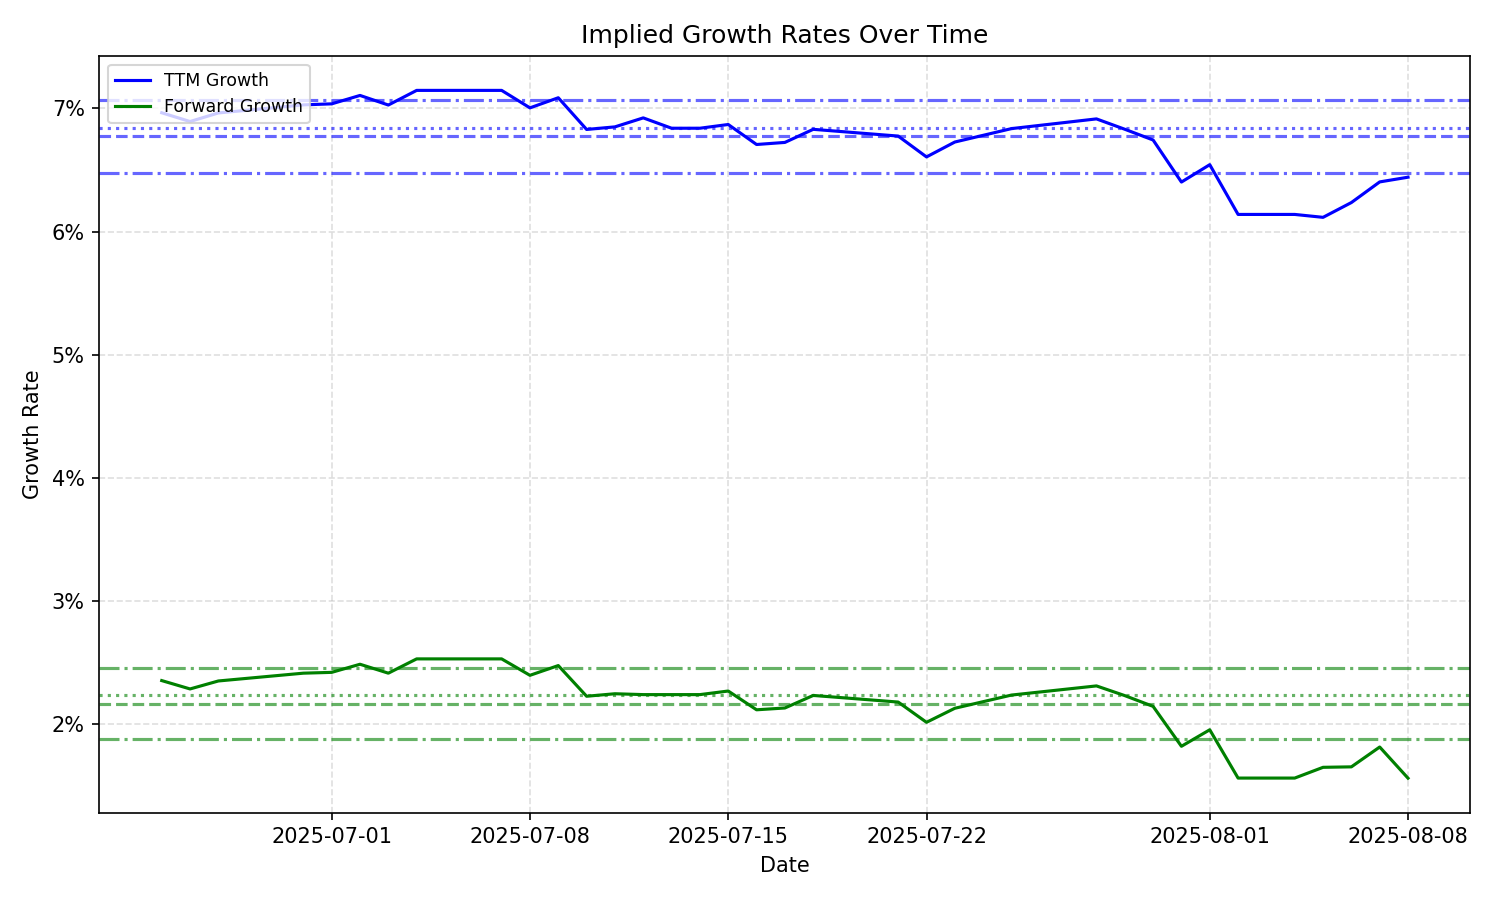 Implied Growth Rates Over Time
TTM Growth
Forward Growth
7%
6%
5%
4%
3%
2%
Growth Rate
2025-07-01
2025-07-08
2025-07-15
2025-07-22
2025-08-01
2025-08-08
Date